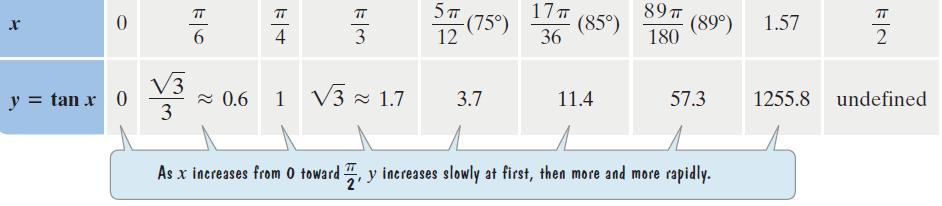 x 0 π/6 π/4 π/3 5π/12 (75°) 17π/36 (85°) 89π/180 (89°) 1.57 π/2
y = tan x 0 √3/3 ≈ 0.6 1 √3 ≈ 1.7 3.7 11.4 57.3 1255.8 undefined
As x increases from 0 toward π/2, y increases slowly at first, then more and more rapidly.